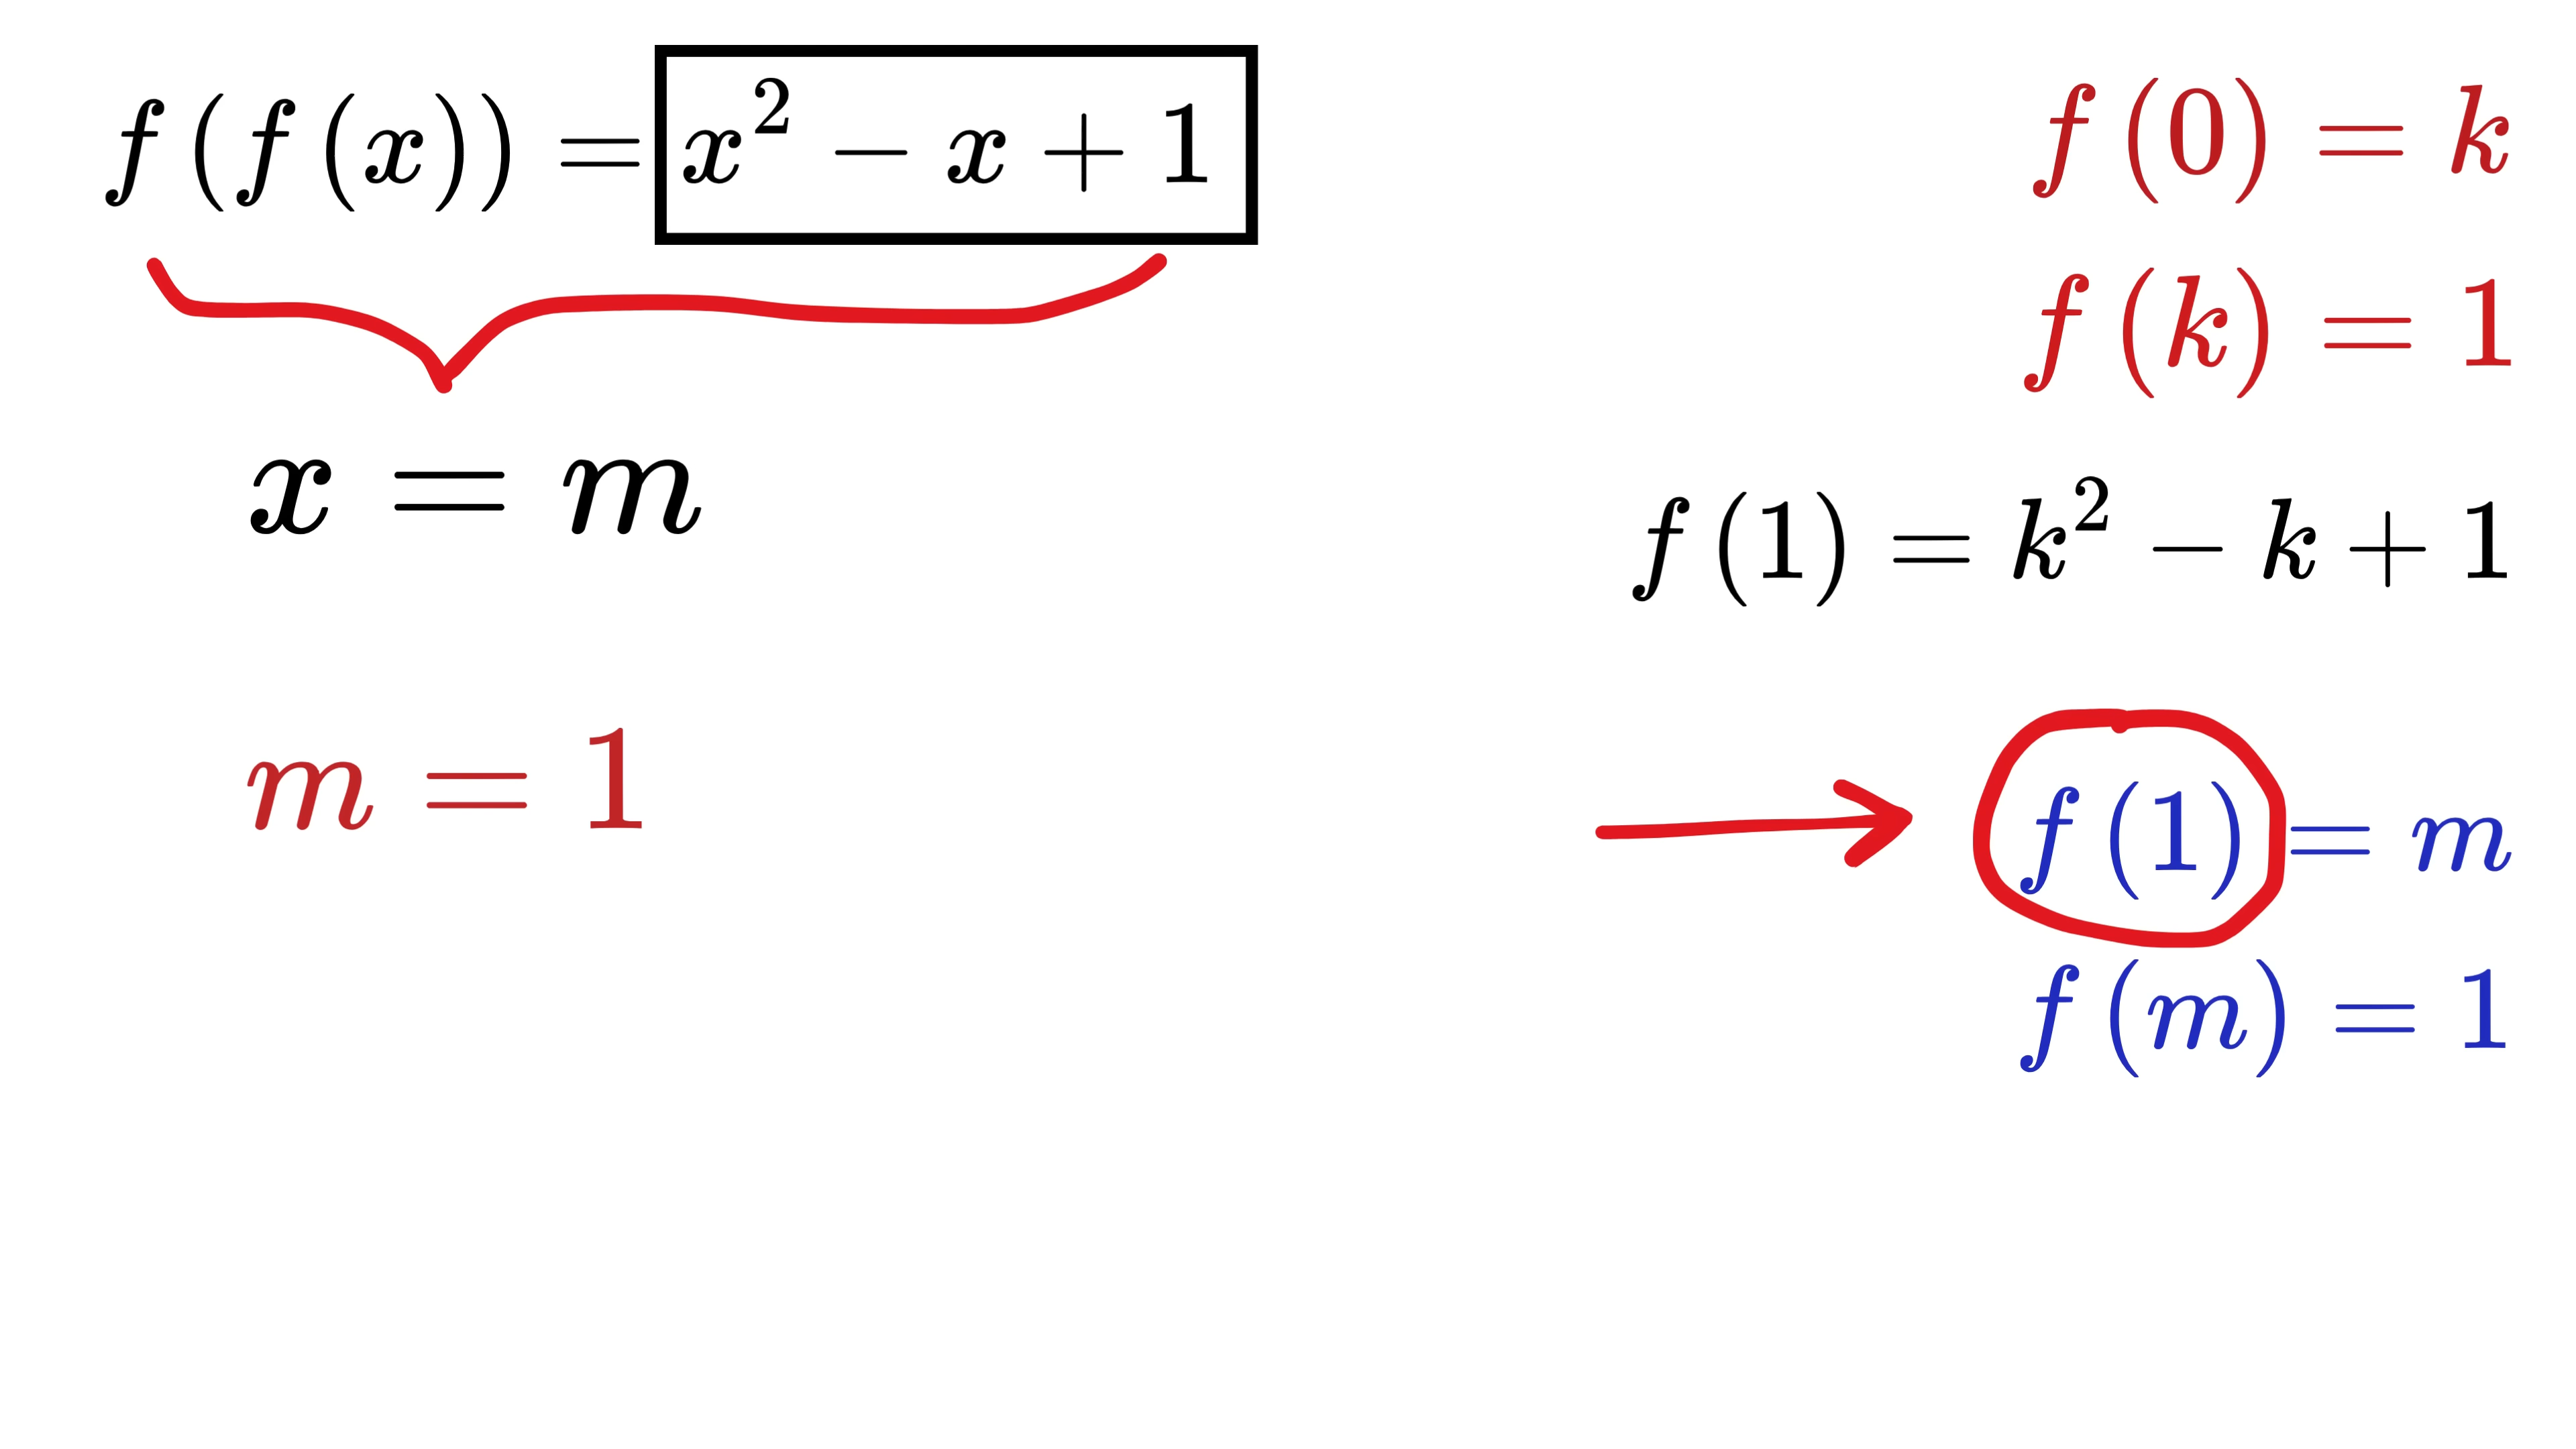 f(f(x)) = x² − x + 1
x = m
m = 1
f(0) = k
f(k) = 1
f(1) = k² − k + 1
f(1) = m
f(m) = 1